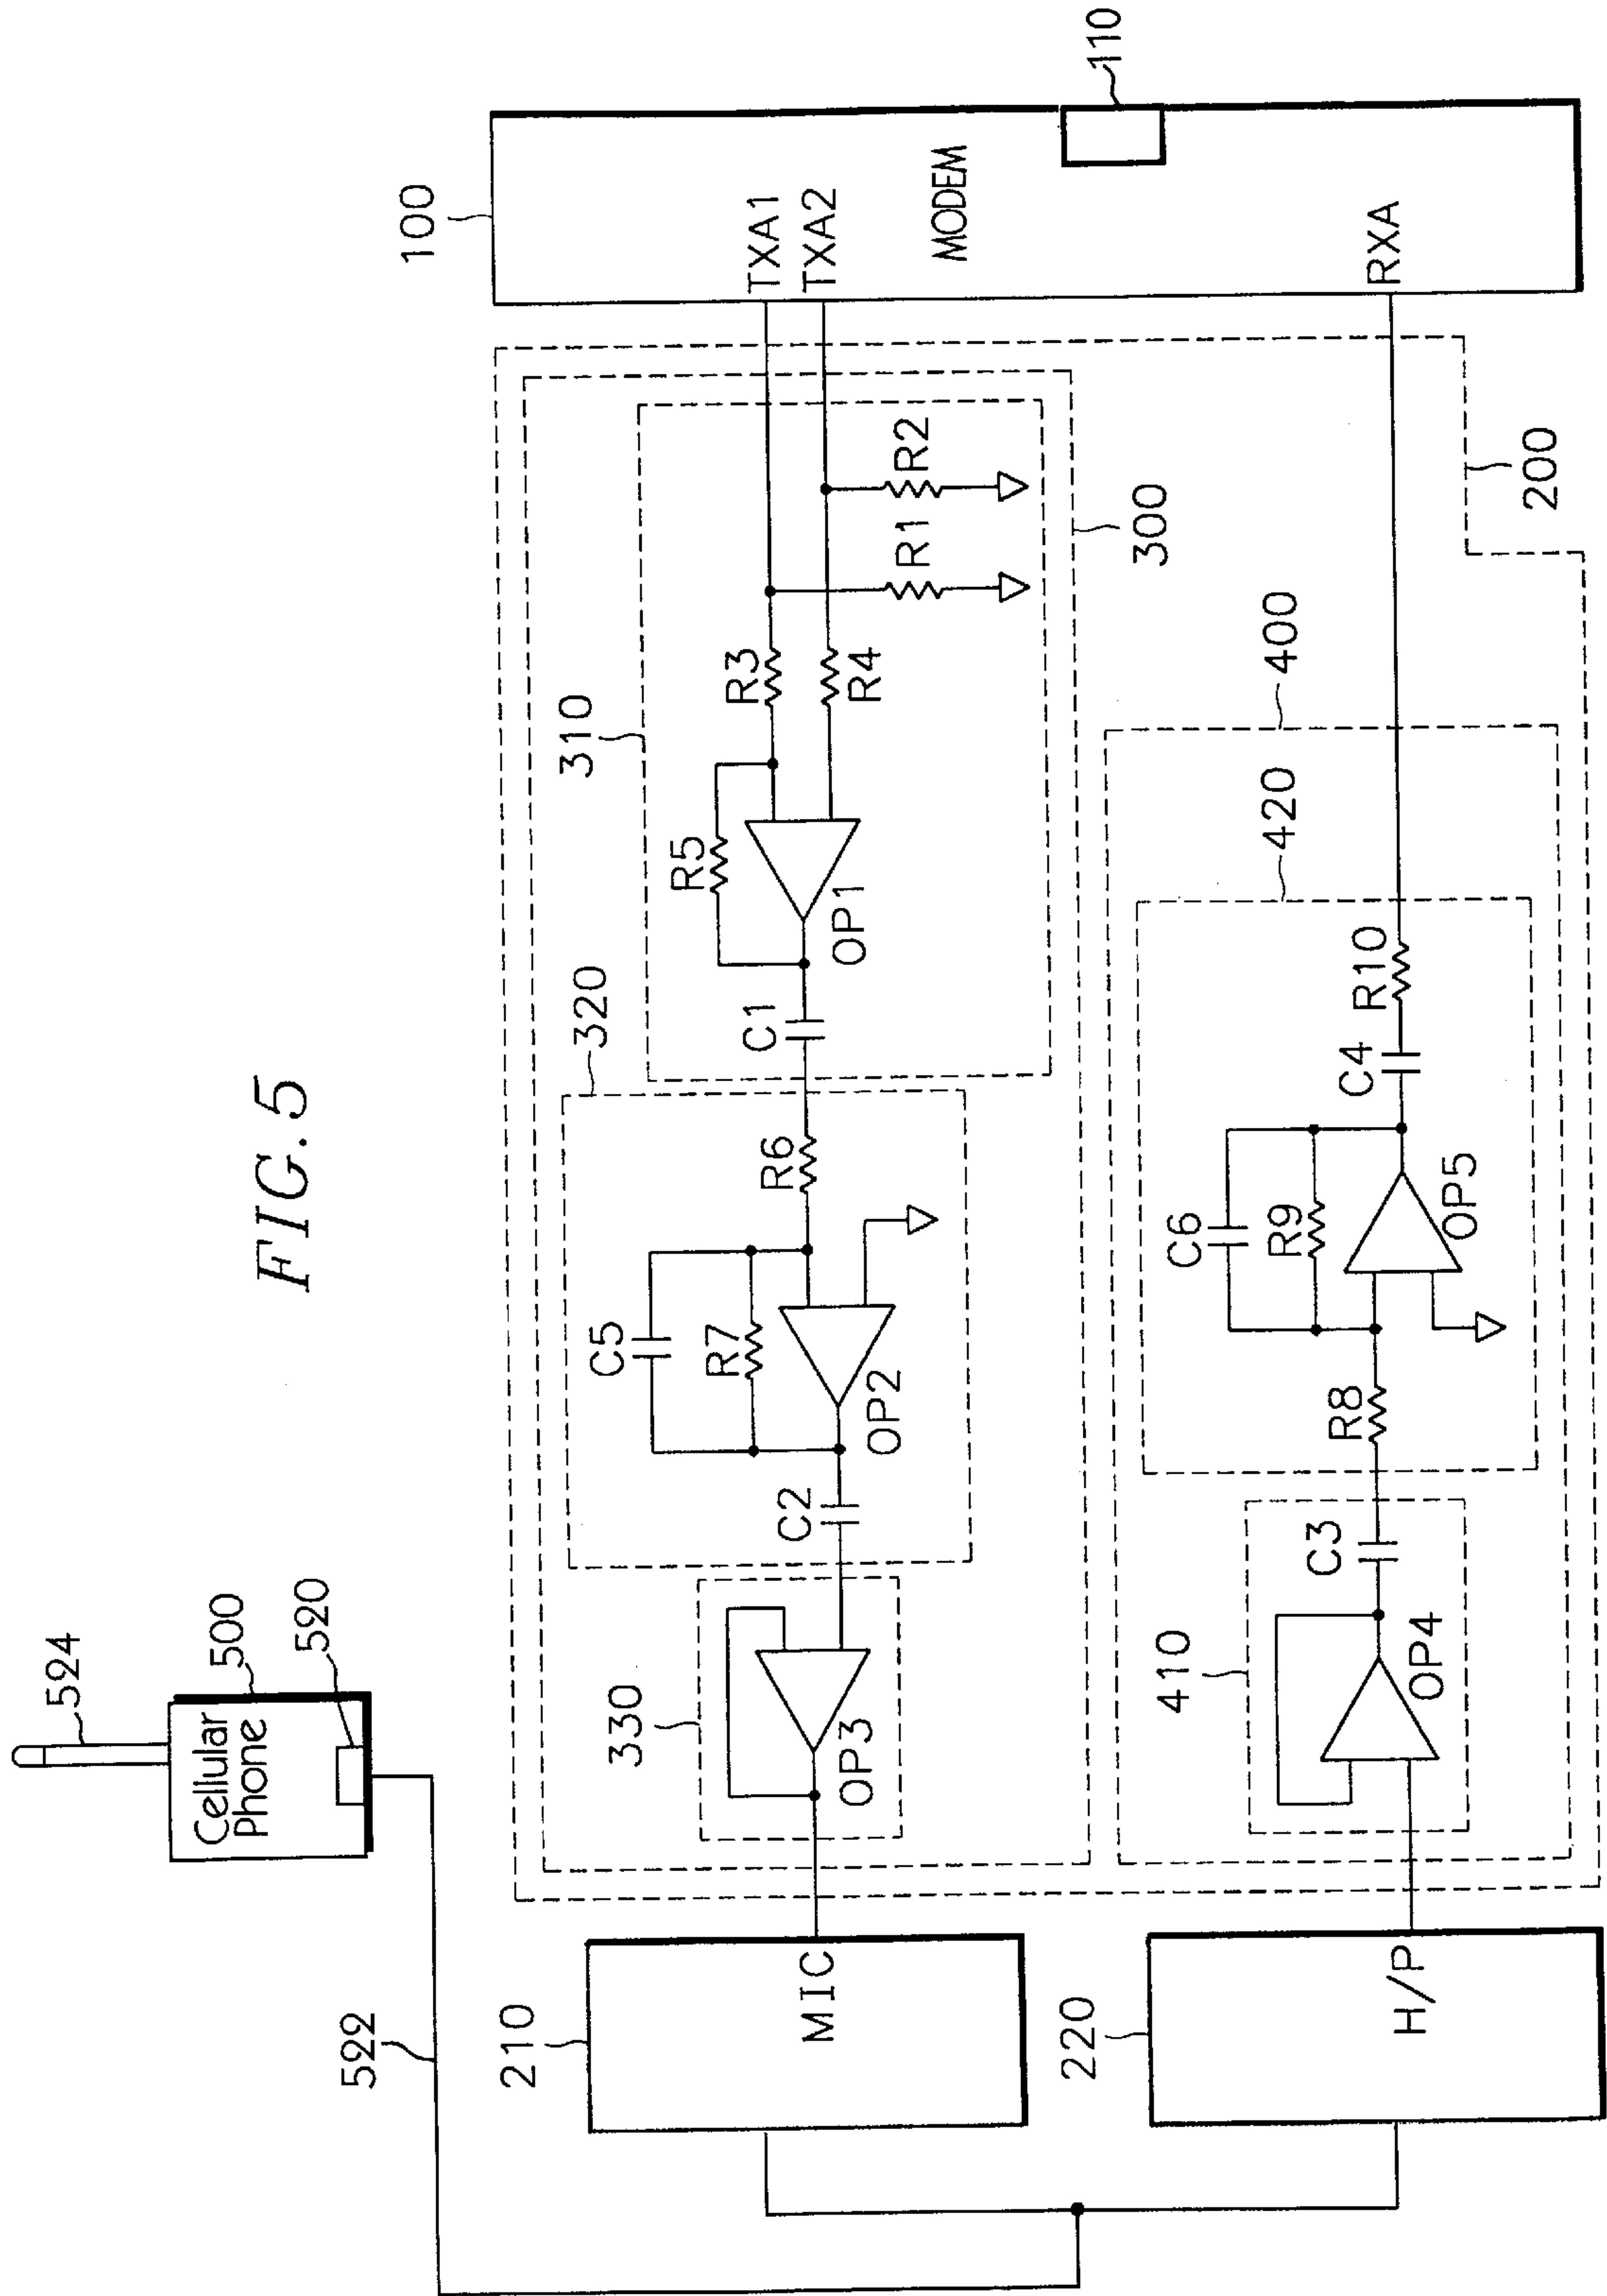 FIG.5
524
500
Cellular
Phone
520
522
100
TXA1
TXA2
MODEM
110
RXA
310
R3
R4
R1
R2
R5
OP1
C1
320
R6
C5
R7
OP2
C2
330
OP3
300
200
210
MIC
400
420
R10
C4
C6
R9
OP5
R8
410
C3
OP4
220
H/P